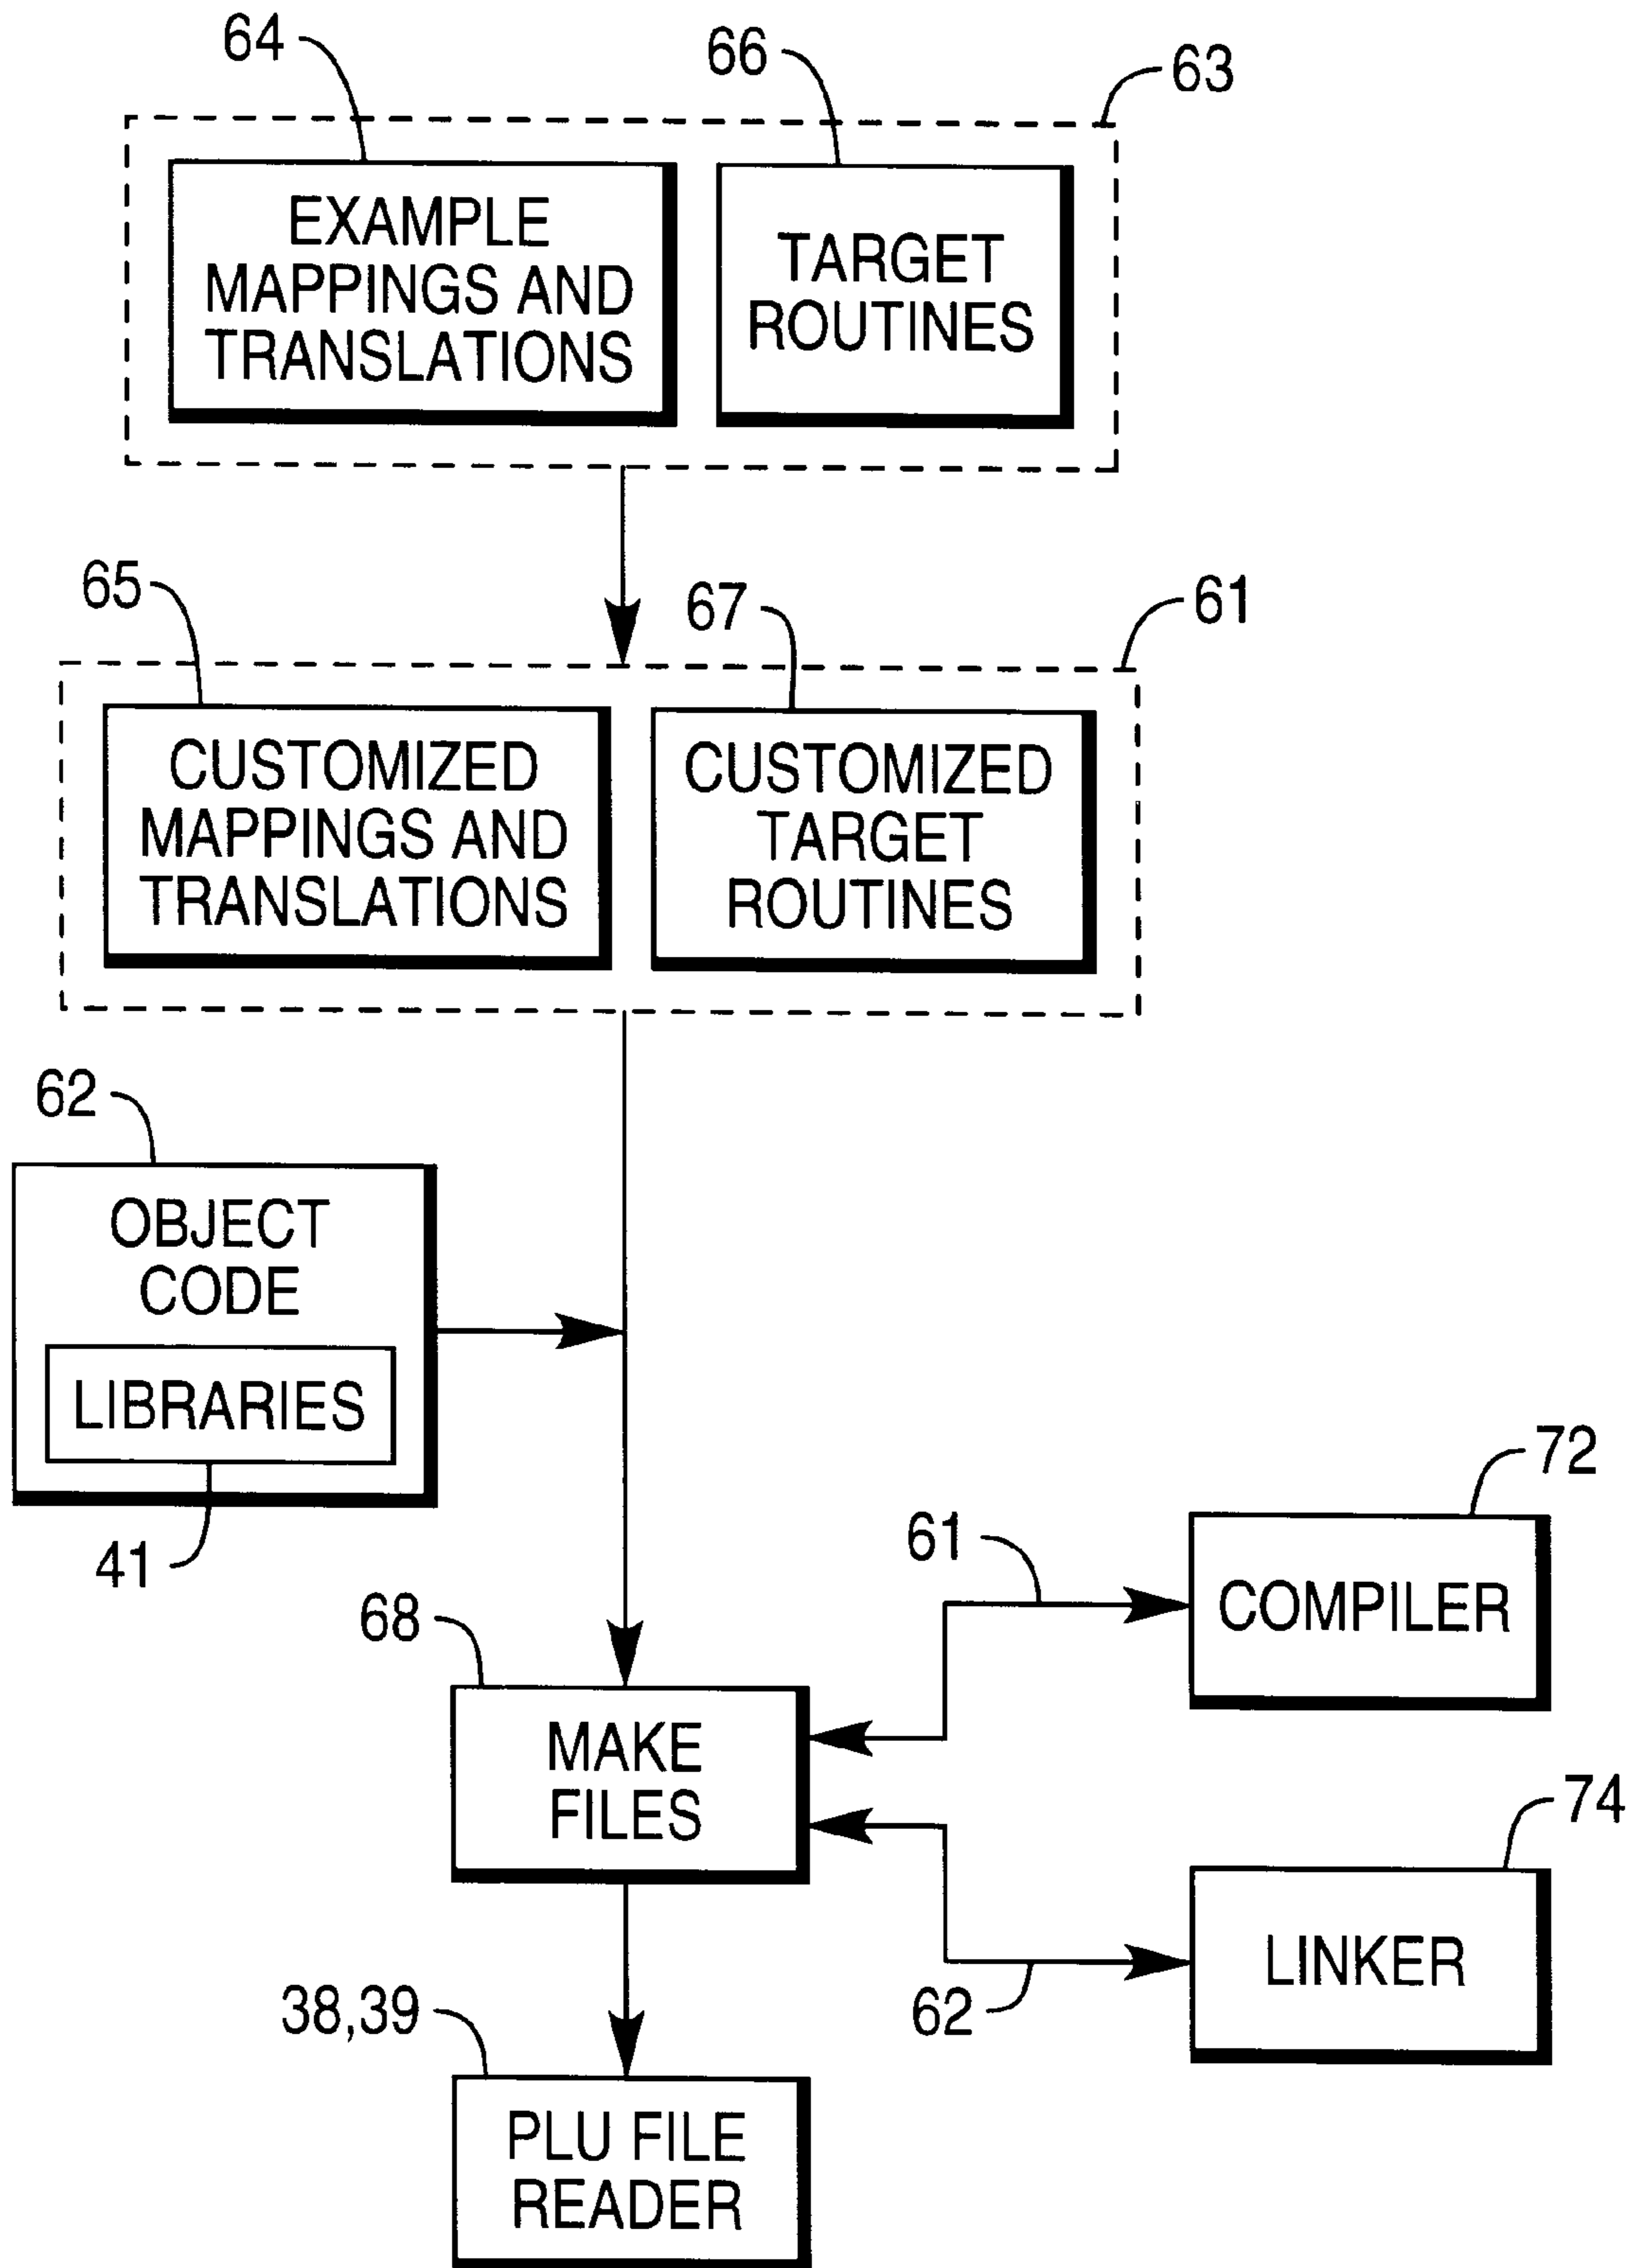 64
66
63
EXAMPLE
MAPPINGS AND
TRANSLATIONS
TARGET
ROUTINES
65
67
61
CUSTOMIZED
MAPPINGS AND
TRANSLATIONS
CUSTOMIZED
TARGET
ROUTINES
62
OBJECT
CODE
LIBRARIES
41
72
61
COMPILER
68
MAKE
FILES
74
LINKER
62
38,39
PLU FILE
READER